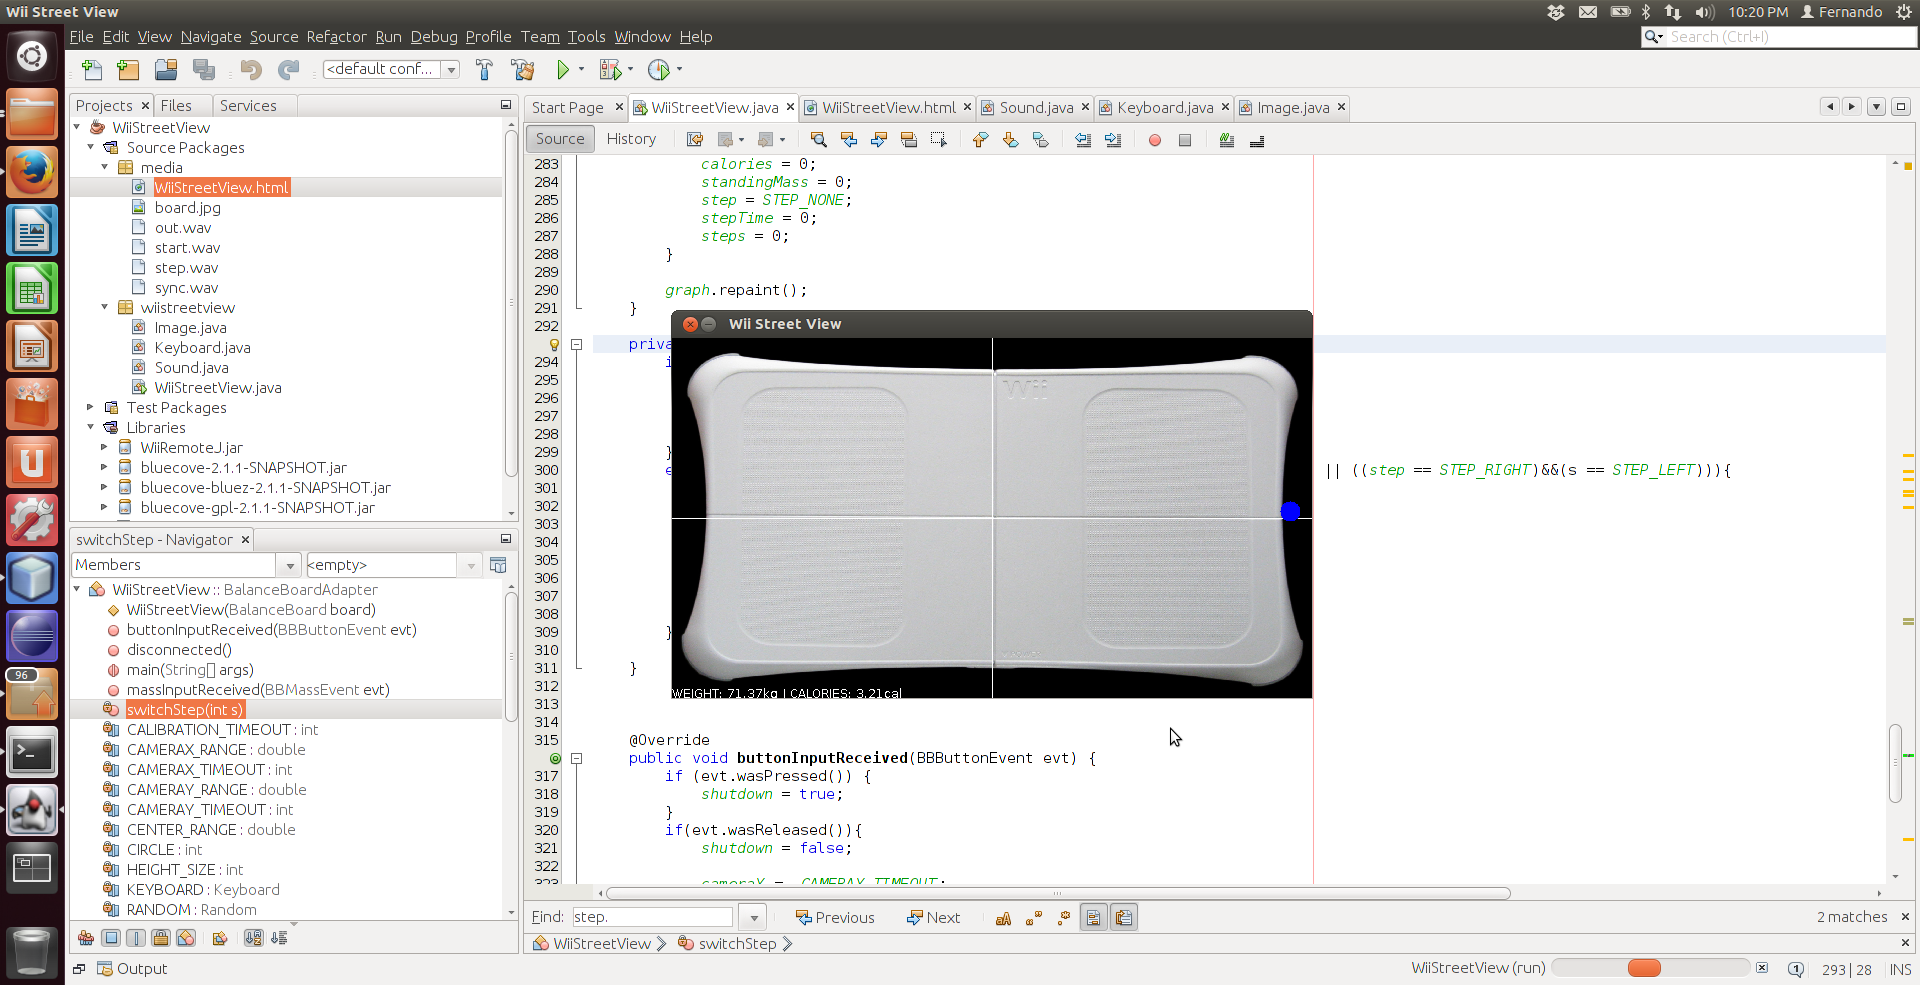 Wii Street View
10:20 PM Fernando
File Edit View Navigate Source Refactor Run Debug Profile Team Tools Window Help
Search (Ctrl+I)
<default conf...
Projects Files Services
WiiStreetView
Source Packages
media
WiiStreetView.html
board.jpg
out.wav
start.wav
step.wav
sync.wav
wiistreetview
Image.java
Keyboard.java
Sound.java
WiiStreetView.java
Test Packages
Libraries
WiiRemoteJ.jar
bluecove-2.1.1-SNAPSHOT.jar
bluecove-bluez-2.1.1-SNAPSHOT.jar
bluecove-gpl-2.1.1-SNAPSHOT.jar
switchStep - Navigator
Members <empty>
WiiStreetView :: BalanceBoardAdapter
WiiStreetView(BalanceBoard board)
buttonInputReceived(BBButtonEvent evt)
disconnected()
main(String[] args)
massInputReceived(BBMassEvent evt)
switchStep(int s)
CALIBRATION_TIMEOUT : int
CAMERAX_RANGE : double
CAMERAX_TIMEOUT : int
CAMERAY_RANGE : double
CAMERAY_TIMEOUT : int
CENTER_RANGE : double
CIRCLE : int
HEIGHT_SIZE : int
KEYBOARD : Keyboard
RANDOM : Random
96
Output
Start Page WiiStreetView.java WiiStreetView.html Sound.java Keyboard.java Image.java
Source History
283 calories = 0;
284 standingMass = 0;
285 step = STEP_NONE;
286 stepTime = 0;
287 steps = 0;
288 }
289
290 graph.repaint();
291 }
292
priva
294 i
295
296
297
298
299 }
300 e || ((step == STEP_RIGHT)&&(s == STEP_LEFT))){
301
302
303
304
305
306
307
308
309 }
310
311 }
312
313
314
315 @Override
public void buttonInputReceived(BBButtonEvent evt) {
317 if (evt.wasPressed()) {
318 shutdown = true;
319 }
320 if(evt.wasReleased()){
321 shutdown = false;
322
323 cameraX = CAMERAX_TIMEOUT;
Wii Street View
Wii
WEIGHT: 71.37kg | CALORIES: 3.21cal
Find: step. Previous Next 2 matches
WiiStreetView switchStep
WiiStreetView (run) 1 293 | 28 INS